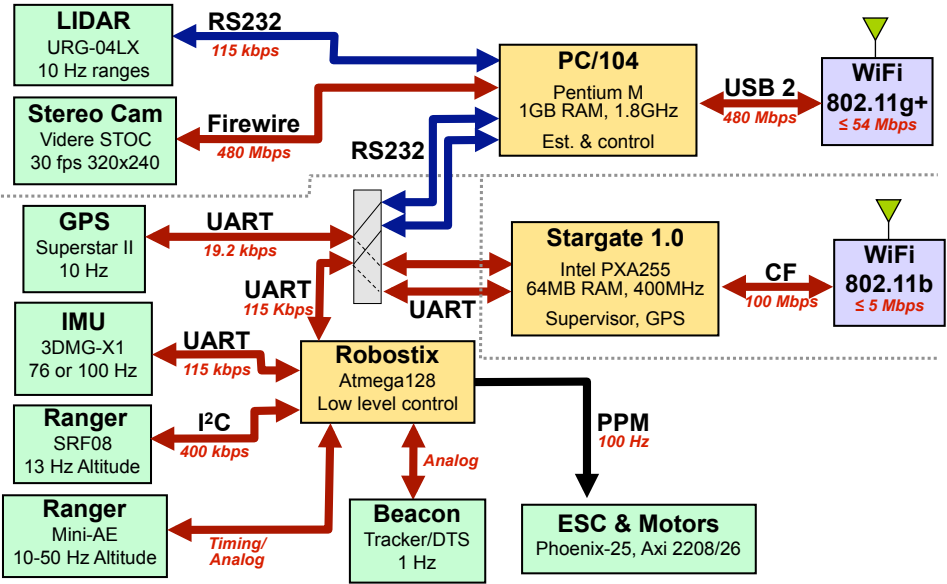 LIDAR
URG-04LX
10 Hz ranges
RS232
115 kbps
Stereo Cam
Videre STOC
30 fps 320x240
Firewire
480 Mbps
PC/104
Pentium M
1GB RAM, 1.8GHz
Est. & control
USB 2
480 Mbps
WiFi
802.11g+
≤ 54 Mbps
RS232
GPS
Superstar II
10 Hz
UART
19.2 kbps
UART
115 Kbps
UART
Stargate 1.0
Intel PXA255
64MB RAM, 400MHz
Supervisor, GPS
CF
100 Mbps
WiFi
802.11b
≤ 5 Mbps
IMU
3DMG-X1
76 or 100 Hz
UART
115 kbps
Robostix
Atmega128
Low level control
Ranger
SRF08
13 Hz Altitude
I²C
400 kbps
PPM
100 Hz
Analog
Ranger
Mini-AE
10-50 Hz Altitude
Timing/
Analog
Beacon
Tracker/DTS
1 Hz
ESC & Motors
Phoenix-25, Axi 2208/26